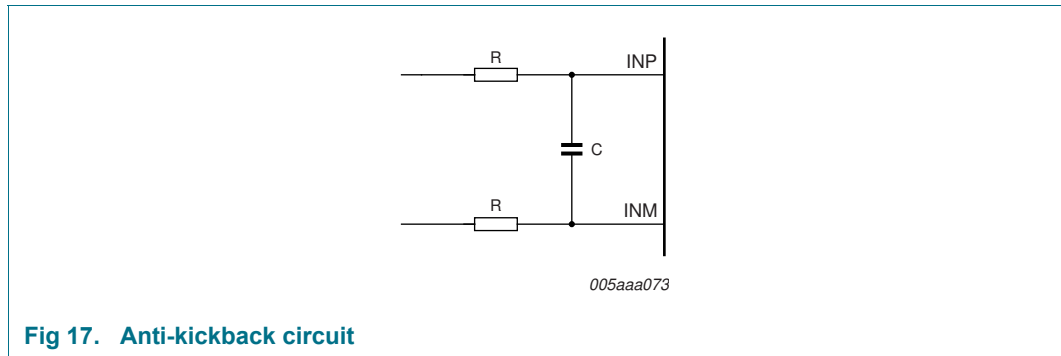 R
INP
C
R
INM
005aaa073
Fig 17. Anti-kickback circuit